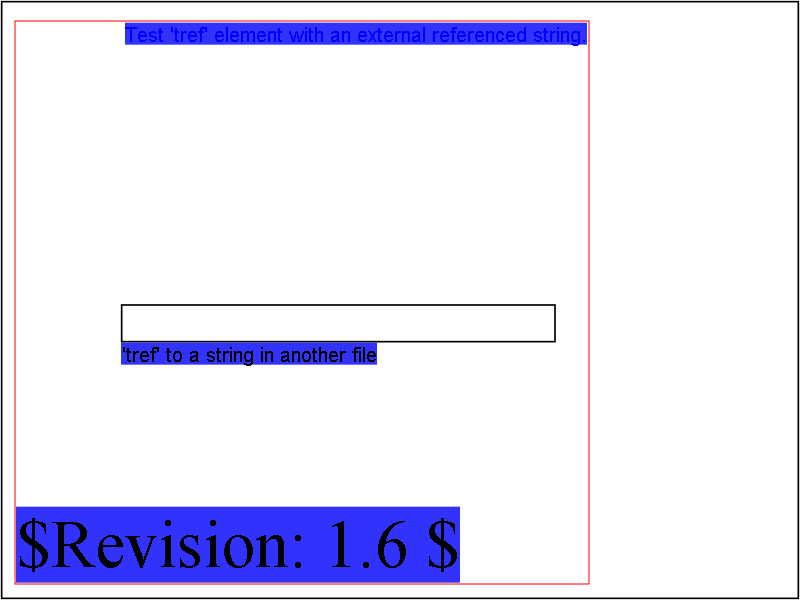 Test 'tref' element with an external referenced string.
'tref' to a string in another file
$Revision: 1.6 $